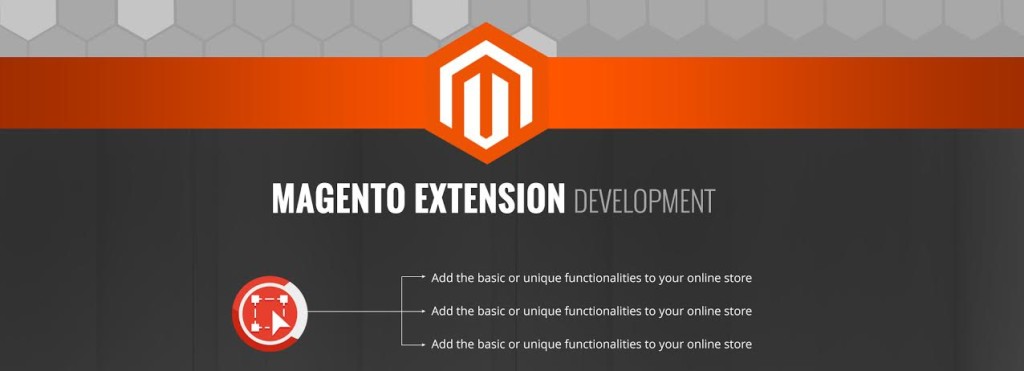 MAGENTO EXTENSION DEVELOPMENT
Add the basic or unique functionalities to your online store
Add the basic or unique functionalities to your online store
Add the basic or unique functionalities to your online store